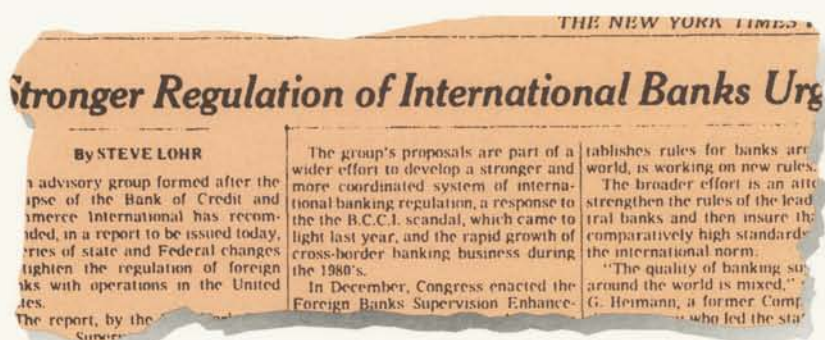 THE NEW YORK TIMES
Stronger Regulation of International Banks Urg
By STEVE LOHR
n advisory group formed after the
apse of the Bank of Credit and
mmerce International has recom-
nded, in a report to be issued today,
eries of state and Federal changes
tighten the regulation of foreign
nks with operations in the United
tes.
The report, by the
Superv
The group's proposals are part of a
wider effort to develop a stronger and
more coordinated system of interna-
tional banking regulation, a response to
the the B.C.C.I. scandal, which came to
light last year, and the rapid growth of
cross-border banking business during
the 1980's.
In December, Congress enacted the
Foreign Banks Supervision Enhance-
tablishes rules for banks aro
world, is working on new rules.
The broader effort is an atte
strengthen the rules of the lead
tral banks and then insure tha
comparatively high standards
the international norm.
"The quality of banking su
around the world is mixed,"
G. Heimann, a former Comp
who led the sta